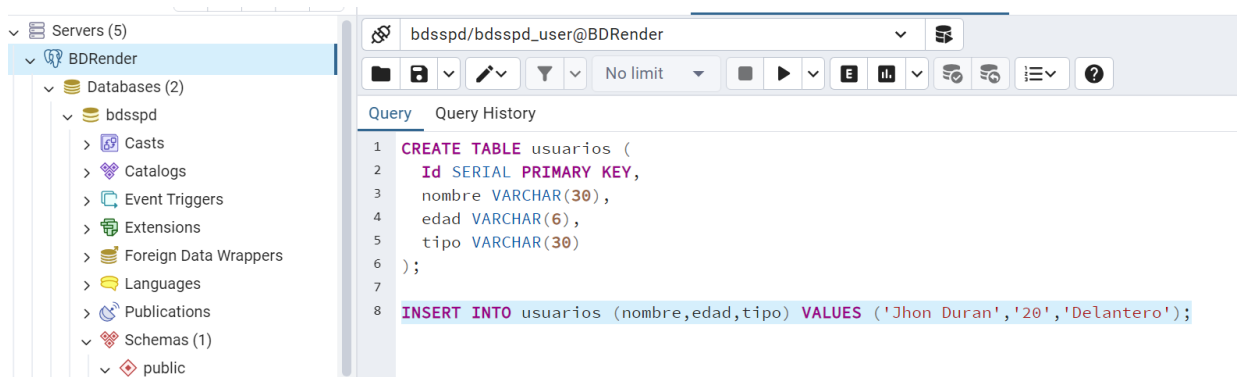 Servers (5)
BDRender
Databases (2)
bdsspd
Casts
Catalogs
Event Triggers
Extensions
Foreign Data Wrappers
Languages
Publications
Schemas (1)
public
bdsspd/bdsspd_user@BDRender
No limit
E
Query Query History
1 CREATE TABLE usuarios (
2 Id SERIAL PRIMARY KEY,
3 nombre VARCHAR(30),
4 edad VARCHAR(6),
5 tipo VARCHAR(30)
6 );
7
8 INSERT INTO usuarios (nombre,edad,tipo) VALUES ('Jhon Duran','20','Delantero');